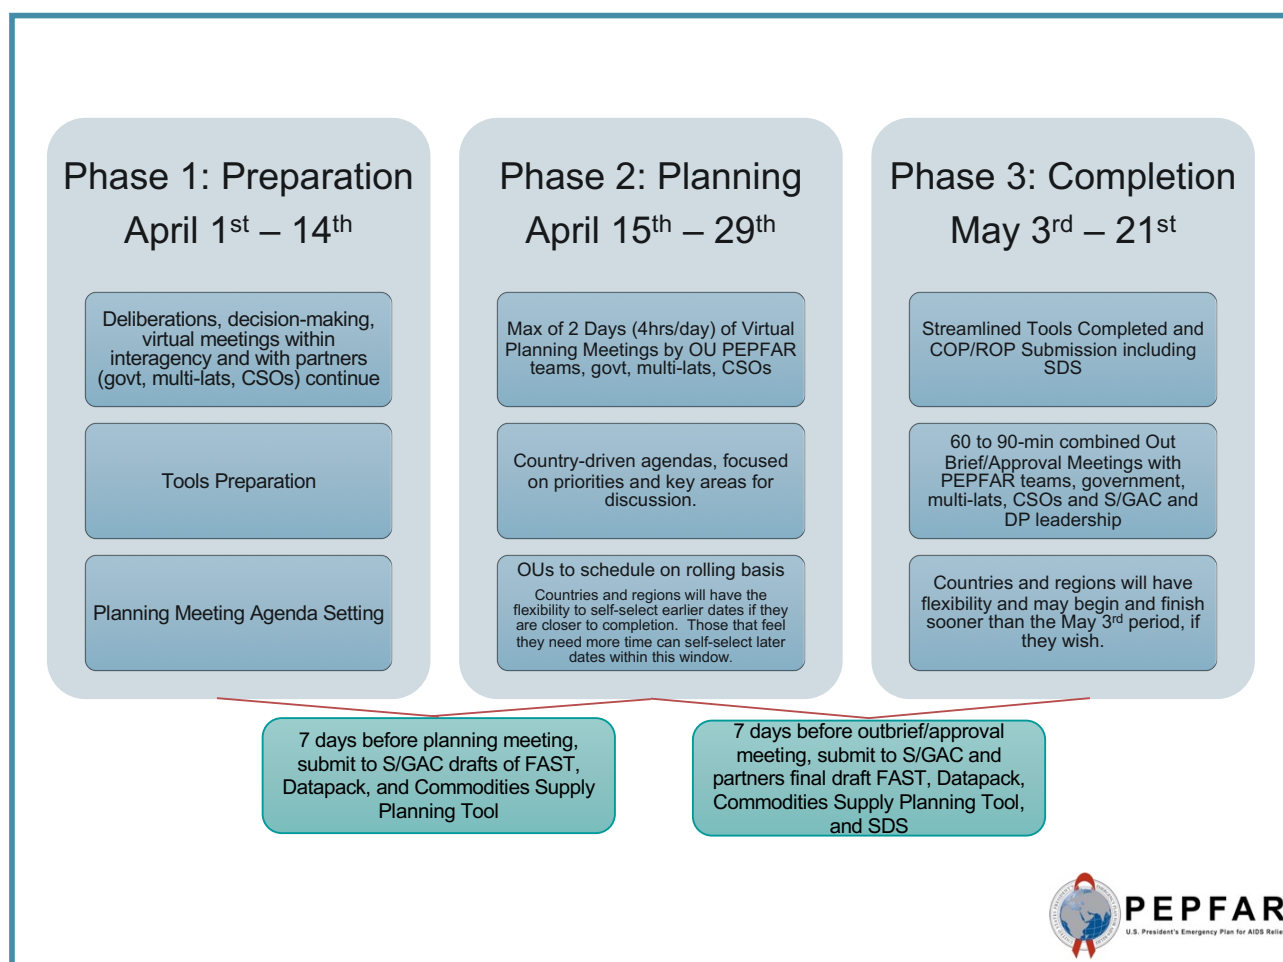 Phase 1: Preparation
April 1st – 14th
Deliberations, decision-making,
virtual meetings within
interagency and with partners
(govt, multi-lats, CSOs) continue
Tools Preparation
Planning Meeting Agenda Setting
Phase 2: Planning
April 15th – 29th
Max of 2 Days (4hrs/day) of Virtual
Planning Meetings by OU PEPFAR
teams, govt, multi-lats, CSOs
Country-driven agendas, focused
on priorities and key areas for
discussion.
OUs to schedule on rolling basis
Countries and regions will have the
flexibility to self-select earlier dates if they
are closer to completion. Those that feel
they need more time can self-select later
dates within this window.
Phase 3: Completion
May 3rd – 21st
Streamlined Tools Completed and
COP/ROP Submission including
SDS
60 to 90-min combined Out
Brief/Approval Meetings with
PEPFAR teams, government,
multi-lats, CSOs and S/GAC and
DP leadership
Countries and regions will have
flexibility and may begin and finish
sooner than the May 3rd period, if
they wish.
7 days before planning meeting,
submit to S/GAC drafts of FAST,
Datapack, and Commodities Supply
Planning Tool
7 days before outbrief/approval
meeting, submit to S/GAC and
partners final draft FAST, Datapack,
Commodities Supply Planning Tool,
and SDS
PEPFAR
U.S. President's Emergency Plan for AIDS Relie